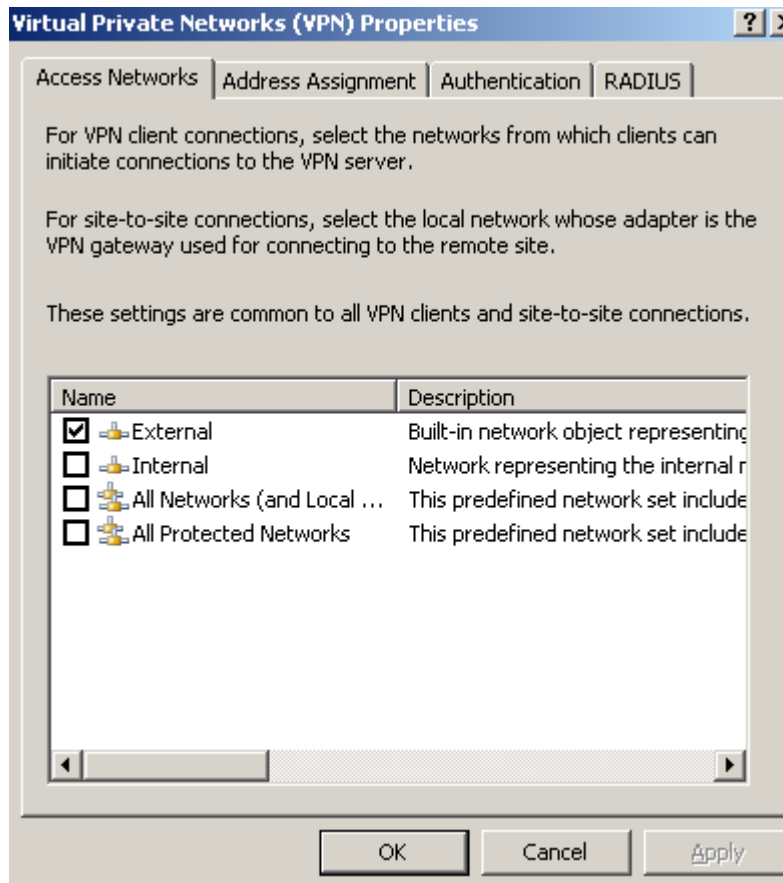 Virtual Private Networks (VPN) Properties
Access Networks Address Assignment Authentication RADIUS
For VPN client connections, select the networks from which clients can
initiate connections to the VPN server.
For site-to-site connections, select the local network whose adapter is the
VPN gateway used for connecting to the remote site.
These settings are common to all VPN clients and site-to-site connections.
Name Description
External Built-in network object representing
Internal Network representing the internal
All Networks (and Local ... This predefined network set include
All Protected Networks This predefined network set include
OK Cancel Apply